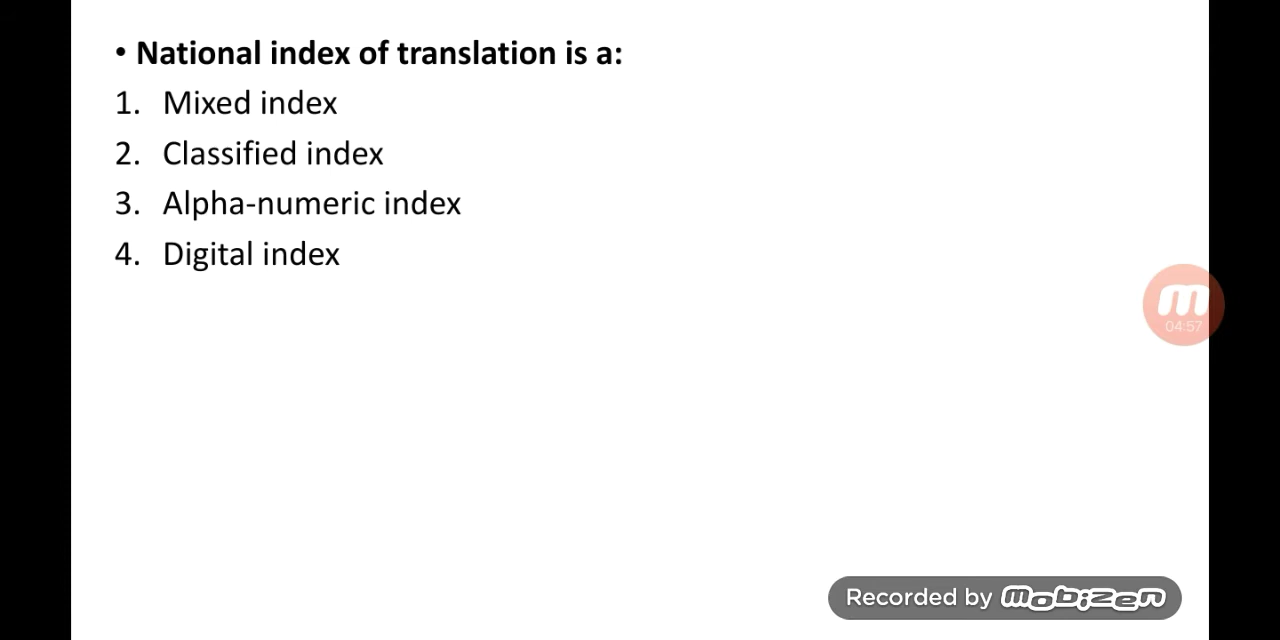 • National index of translation is a:
1. Mixed index
2. Classified index
3. Alpha-numeric index
4. Digital index
m
04:57
Recorded by mobizen